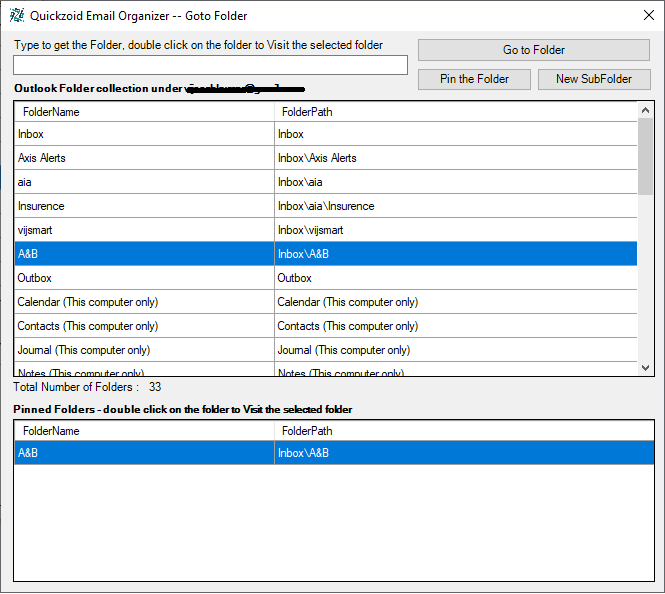 Quickzoid Email Organizer -- Goto Folder
Type to get the Folder, double click on the folder to Visit the selected folder
Go to Folder
Pin the Folder New SubFolder
Outlook Folder collection under
FolderName FolderPath
Inbox Inbox
Axis Alerts Inbox\Axis Alerts
aia Inbox\aia
Insurence Inbox\aia\Insurence
vijsmart Inbox\vijsmart
A&B Inbox\A&B
Outbox Outbox
Calendar (This computer only) Calendar (This computer only)
Contacts (This computer only) Contacts (This computer only)
Journal (This computer only) Journal (This computer only)
Notes (This computer only) Notes (This computer only)
Total Number of Folders : 33
Pinned Folders - double click on the folder to Visit the selected folder
FolderName FolderPath
A&B Inbox\A&B